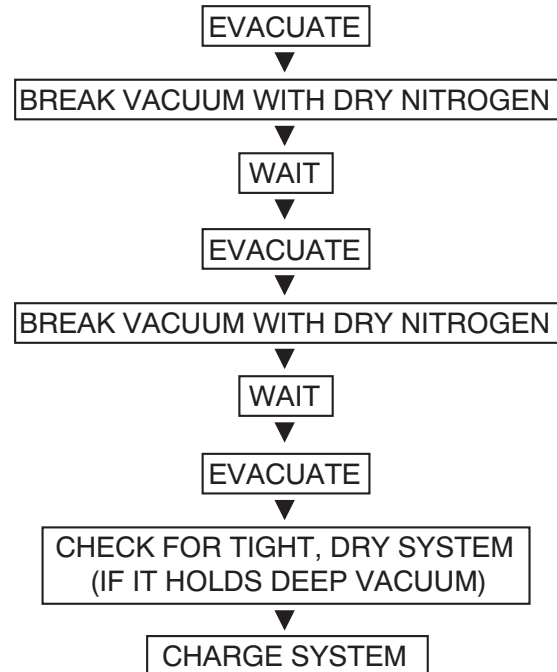 EVACUATE
BREAK VACUUM WITH DRY NITROGEN
WAIT
EVACUATE
BREAK VACUUM WITH DRY NITROGEN
WAIT
EVACUATE
CHECK FOR TIGHT, DRY SYSTEM
(IF IT HOLDS DEEP VACUUM)
CHARGE SYSTEM